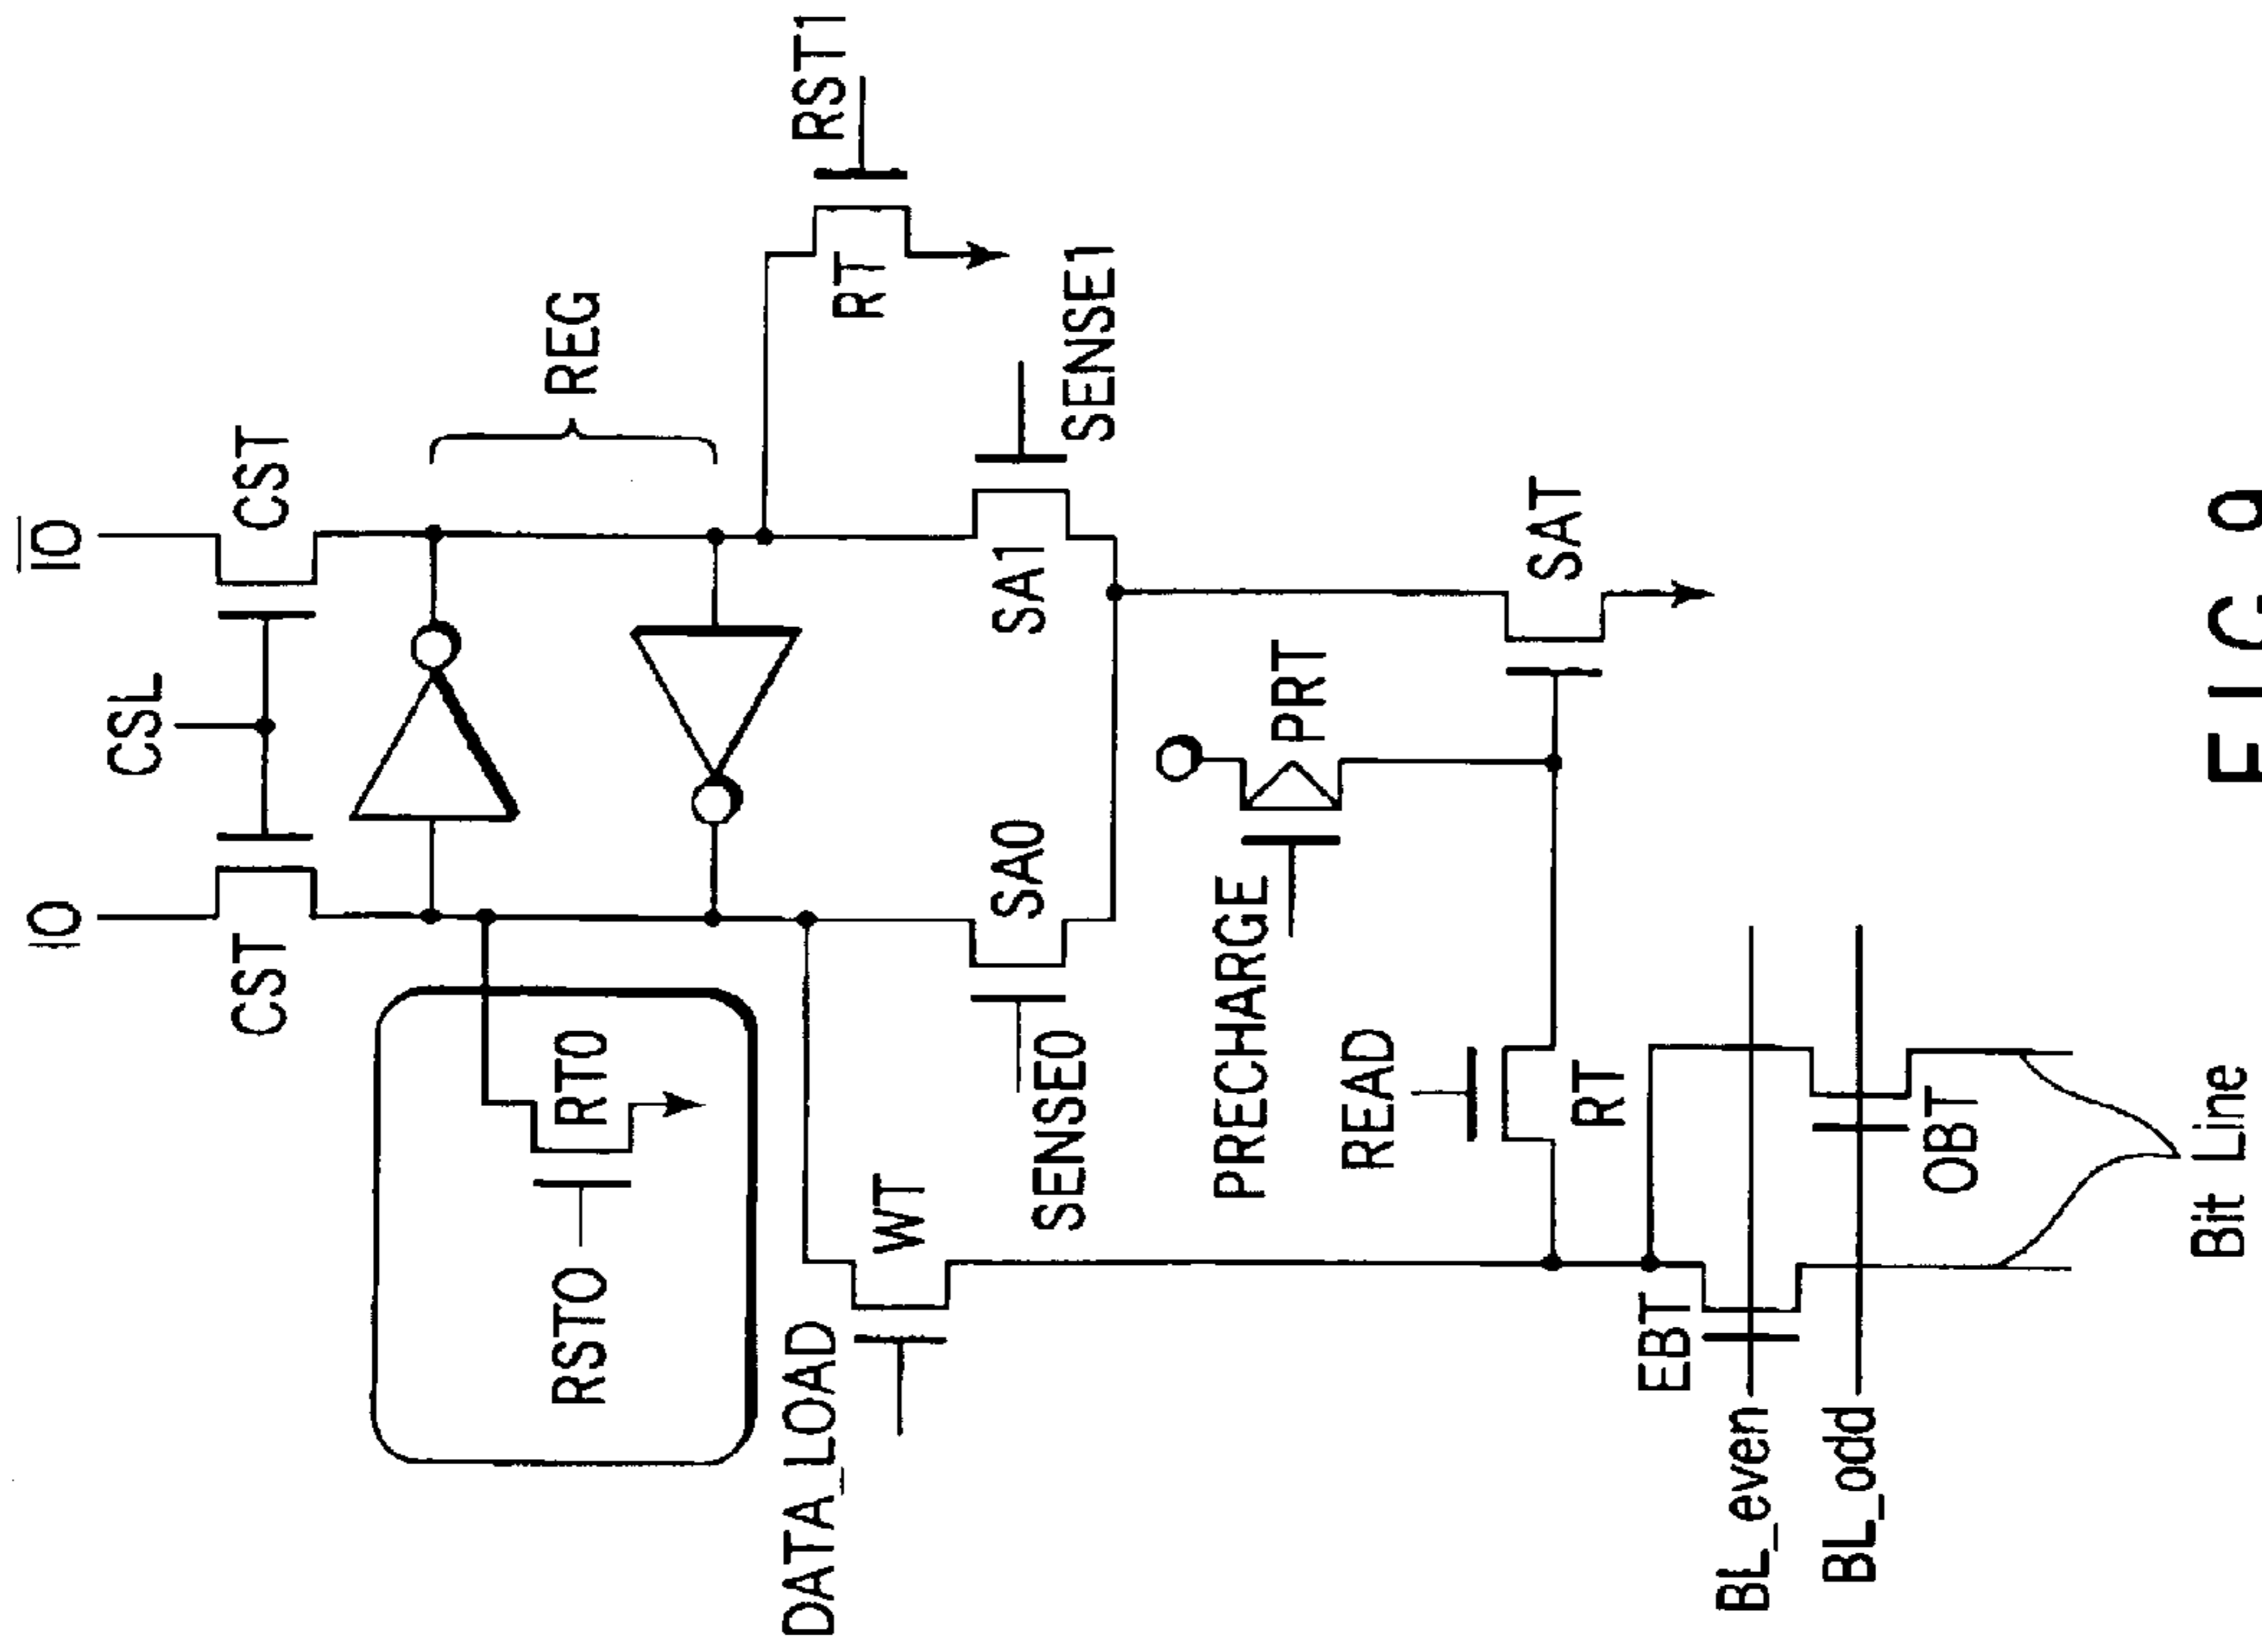 IO
I̅O̅
CSL
CST
CST
REG
RST0
RT0
DATA_LOAD
WT
RST1
RT
SA0
SA1
SENSE0
SENSE1
PRECHARGE
PRT
READ
RT
SAT
EBT
BL_even
BL_odd
OBT
Bit Line
FIG 9